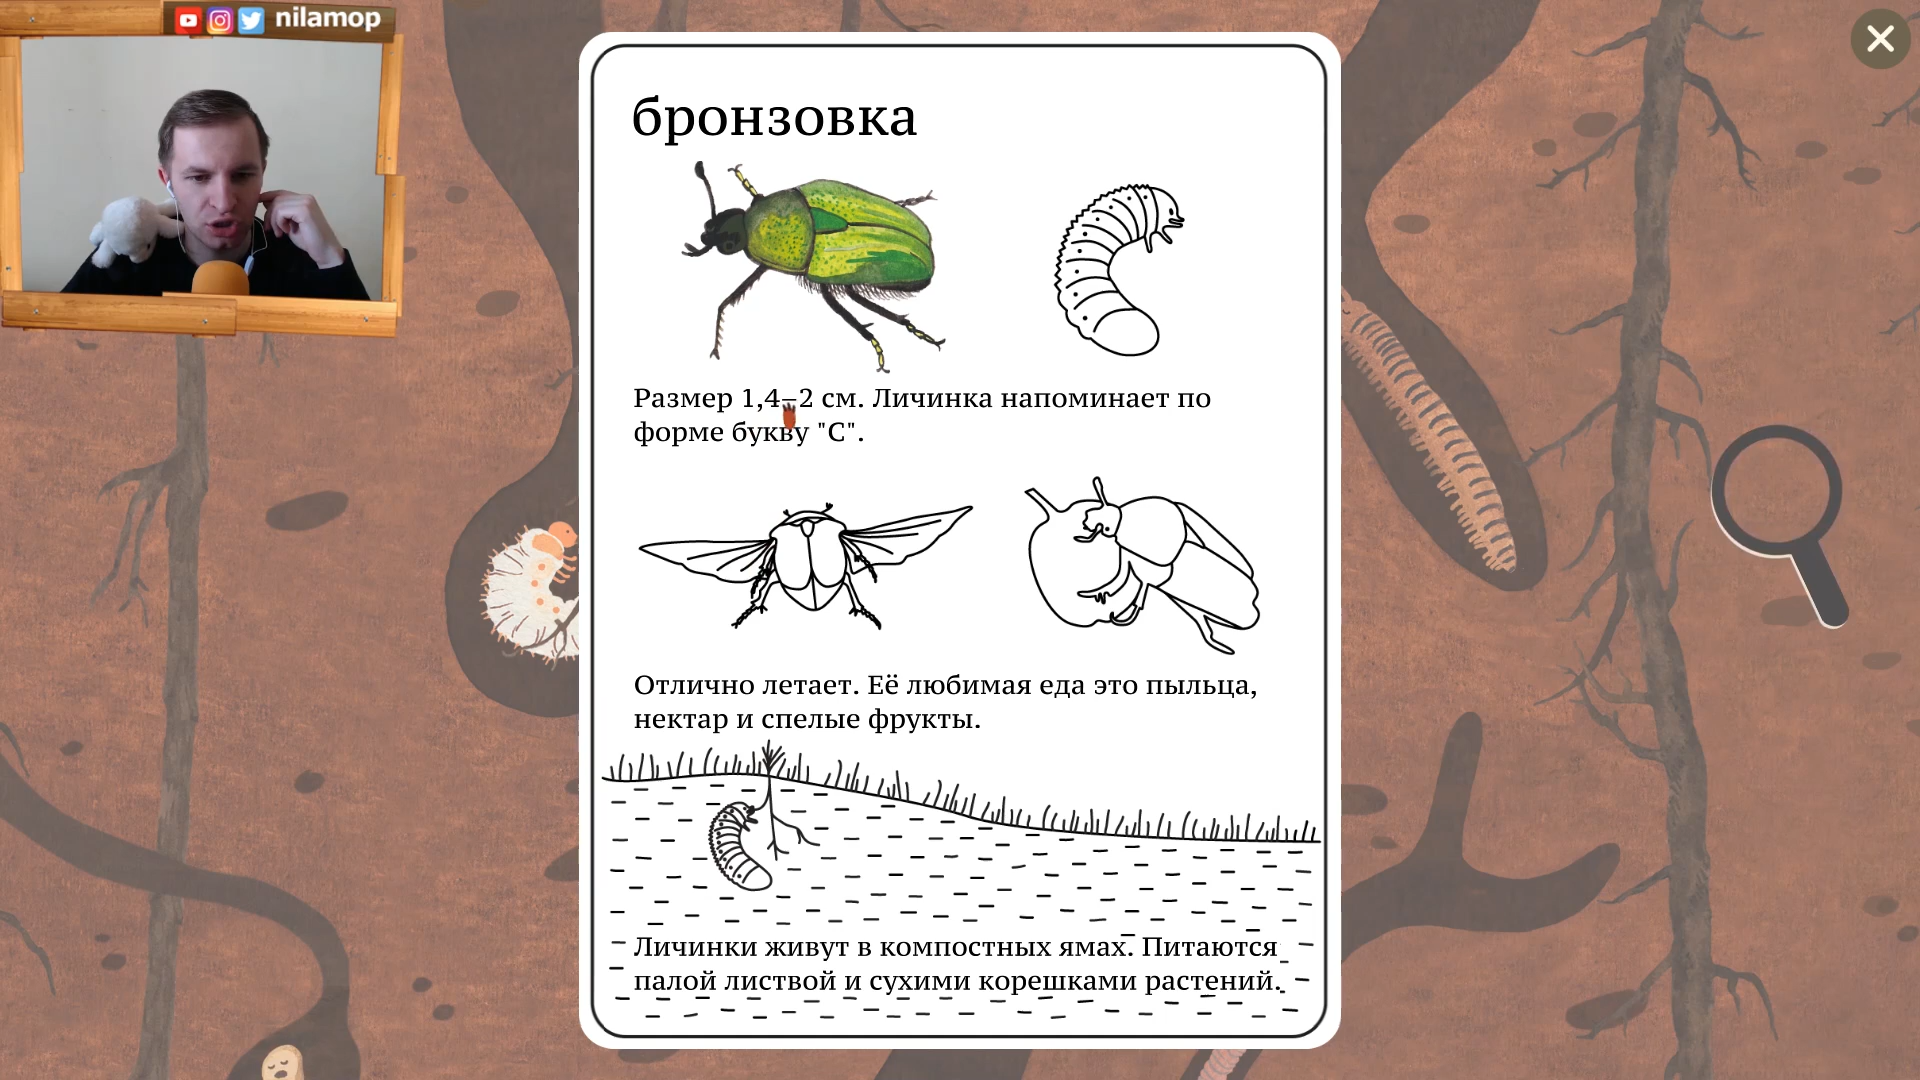 nilamop
бронзовка
Размер 1,4–2 см. Личинка напоминает по
форме букву "С".
Отлично летает. Её любимая еда это пыльца,
нектар и спелые фрукты.
Личинки живут в компостных ямах. Питаются
палой листвой и сухими корешками растений.